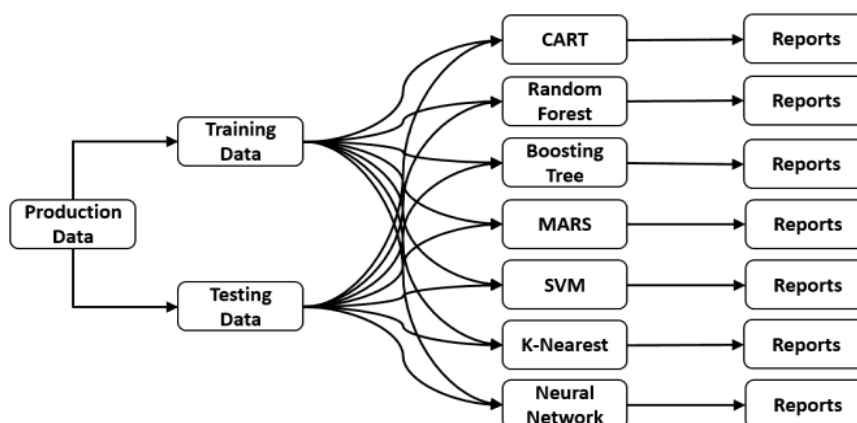 CART
Reports
Random
Forest
Reports
Training
Data
Boosting
Tree
Reports
Production
Data
MARS
Reports
Testing
Data
SVM
Reports
K-Nearest
Reports
Neural
Network
Reports